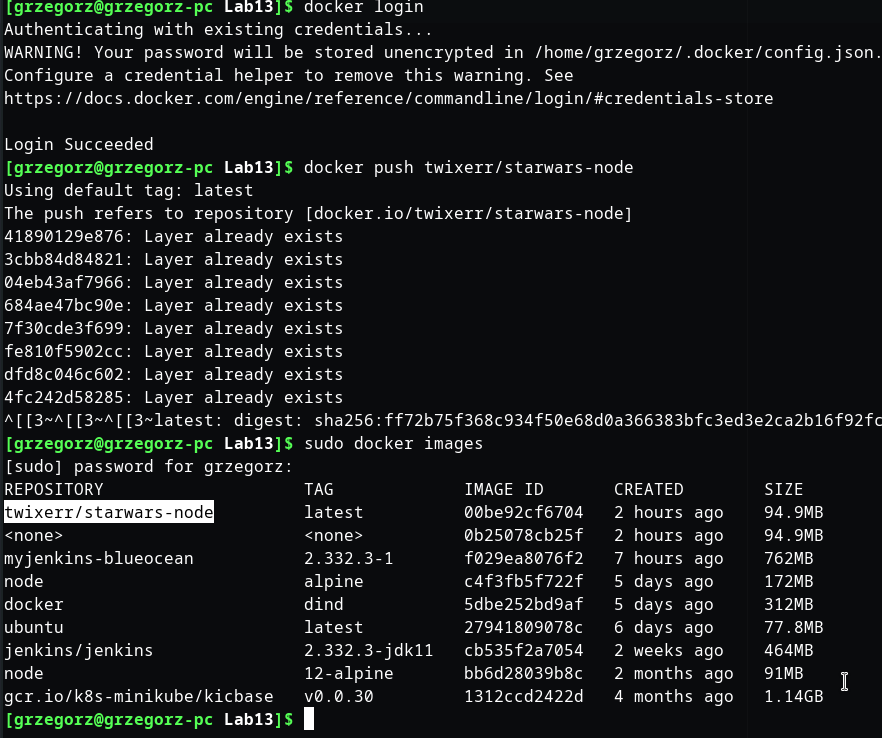 [grzegorz@grzegorz-pc Lab13]$ docker login
Authenticating with existing credentials...
WARNING! Your password will be stored unencrypted in /home/grzegorz/.docker/config.json.
Configure a credential helper to remove this warning. See
https://docs.docker.com/engine/reference/commandline/login/#credentials-store
Login Succeeded
[grzegorz@grzegorz-pc Lab13]$ docker push twixerr/starwars-node
Using default tag: latest
The push refers to repository [docker.io/twixerr/starwars-node]
41890129e876: Layer already exists
3cbb84d84821: Layer already exists
04eb43af7966: Layer already exists
684ae47bc90e: Layer already exists
7f30cde3f699: Layer already exists
fe810f5902cc: Layer already exists
dfd8c046c602: Layer already exists
4fc242d58285: Layer already exists
^[[3~^[[3~^[[3~latest: digest: sha256:ff72b75f368c934f50e68d0a366383bfc3ed3e2ca2b16f92fc
[grzegorz@grzegorz-pc Lab13]$ sudo docker images
[sudo] password for grzegorz:
REPOSITORY TAG IMAGE ID CREATED SIZE
twixerr/starwars-node latest 00be92cf6704 2 hours ago 94.9MB
<none> <none> 0b25078cb25f 2 hours ago 94.9MB
myjenkins-blueocean 2.332.3-1 f029ea8076f2 7 hours ago 762MB
node alpine c4f3fb5f722f 5 days ago 172MB
docker dind 5dbe252bd9af 5 days ago 312MB
ubuntu latest 27941809078c 6 days ago 77.8MB
jenkins/jenkins 2.332.3-jdk11 cb535f2a7054 2 weeks ago 464MB
node 12-alpine bb6d28039b8c 2 months ago 91MB
gcr.io/k8s-minikube/kicbase v0.0.30 1312ccd2422d 4 months ago 1.14GB
[grzegorz@grzegorz-pc Lab13]$